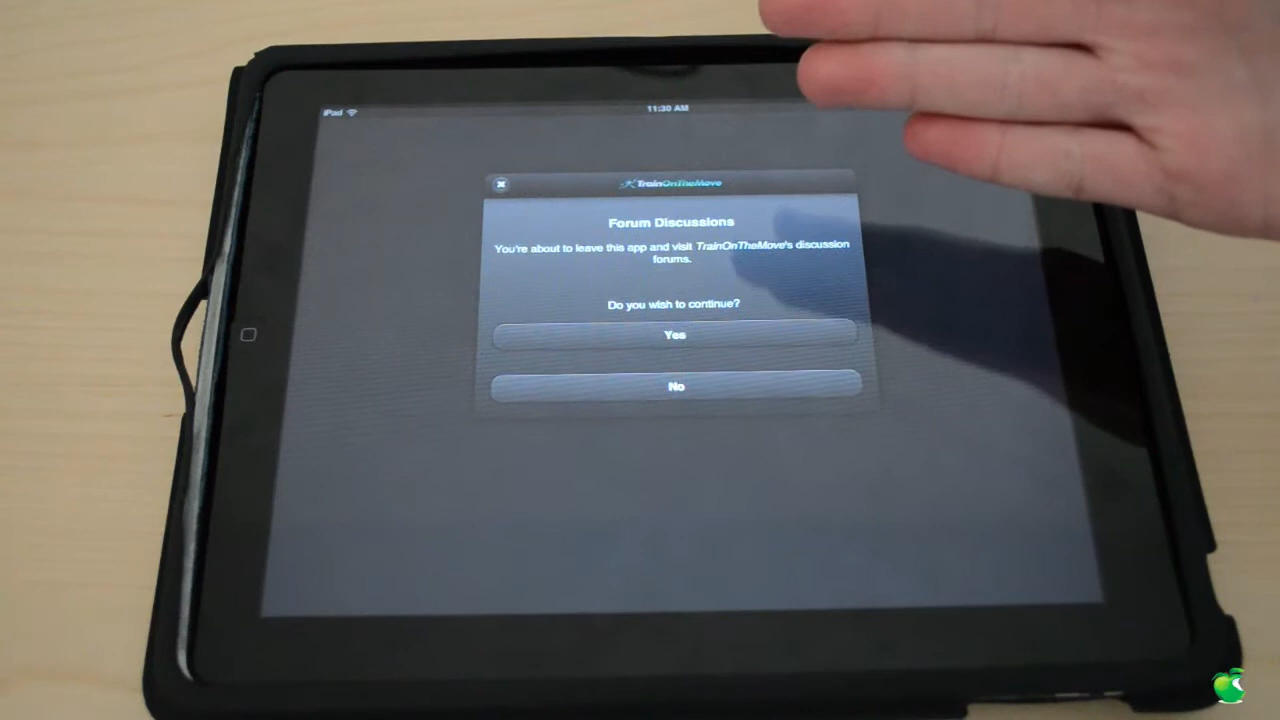 iPad
11:30 AM
TrainOnTheMove
Forum Discussions
You're about to leave this app and visit TrainOnTheMove's discussion
forums.
Do you wish to continue?
Yes
No